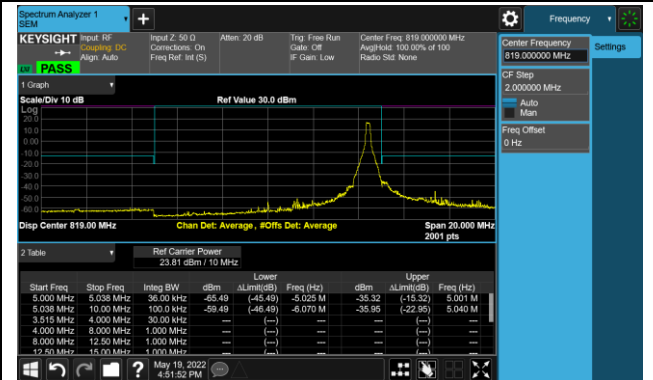 Spectrum Analyzer 1
SEM
Frequency
KEYSIGHT
Input: RF
Coupling: DC
Align: Auto
Input Z: 50 Ω
Corrections: On
Freq Ref: Int (S)
Atten: 20 dB
Trig: Free Run
Gate: Off
IF Gain: Low
Center Freq: 819.000000 MHz
Avg|Hold: 100.00% of 100
Radio Std: None
PASS
Center Frequency
819.000000 MHz
Settings
CF Step
2.000000 MHz
Auto
Man
Freq Offset
0 Hz
1 Graph
Scale/Div 10 dB
Ref Value 30.0 dBm
Log
20.0
10.0
0.00
-10.0
-20.0
-30.0
-40.0
-50.0
-60.0
Disp Center 819.00 MHz
Chan Det: Average, #Offs Det: Average
Span 20.000 MHz
2001 pts
2 Table
Ref Carrier Power
23.81 dBm / 10 MHz
Lower Upper
Start Freq Stop Freq Integ BW dBm ΔLimit(dB) Freq (Hz) dBm ΔLimit(dB) Freq (Hz)
5.000 MHz 5.038 MHz 36.00 kHz -65.49 (-45.49) -5.025 M -35.32 (-15.32) 5.001 M
5.038 MHz 10.00 MHz 100.0 kHz -59.49 (-46.49) -6.070 M -35.95 (-22.95) 5.040 M
3.515 MHz 4.000 MHz 30.00 kHz --- (---) --- --- (---) ---
4.000 MHz 8.000 MHz 1.000 MHz --- (---) --- --- (---) ---
8.000 MHz 12.50 MHz 1.000 MHz --- (---) --- --- (---) ---
12.50 MHz 15.00 MHz 1.000 MHz --- (---) --- --- (---) ---
?
May 19, 2022
4:51:52 PM